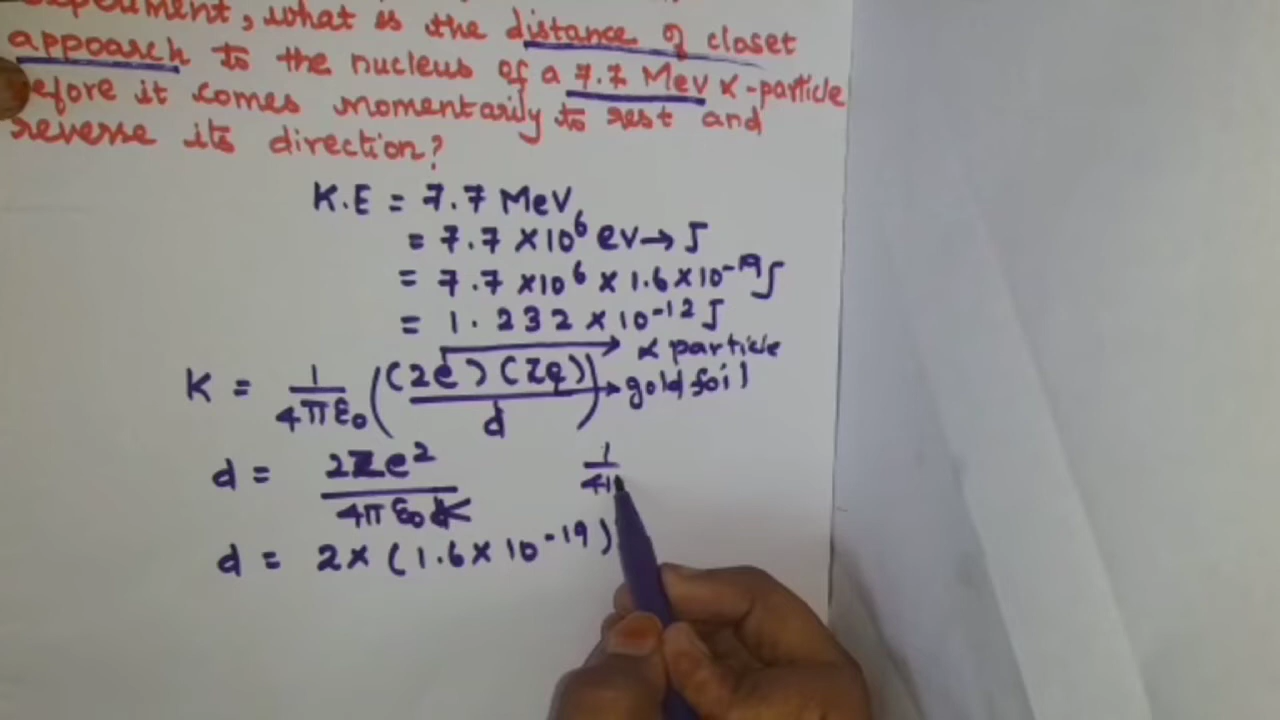 experiment, what is the distance of closet
appoarch to the nucleus of a 7.7 Mev α-particle
before it comes momentarily to rest and
reverse its direction?
K.E = 7.7 MeV
= 7.7 × 10⁶ eV → J
= 7.7 × 10⁶ × 1.6 × 10⁻¹⁹ J
= 1.232 × 10⁻¹² J
→ α particle
K = 1/4πε₀ ((2e)(Ze)/d) → gold foil
d = 2Ze²/4πε₀K 1/4π
d = 2 × (1.6 × 10⁻¹⁹)